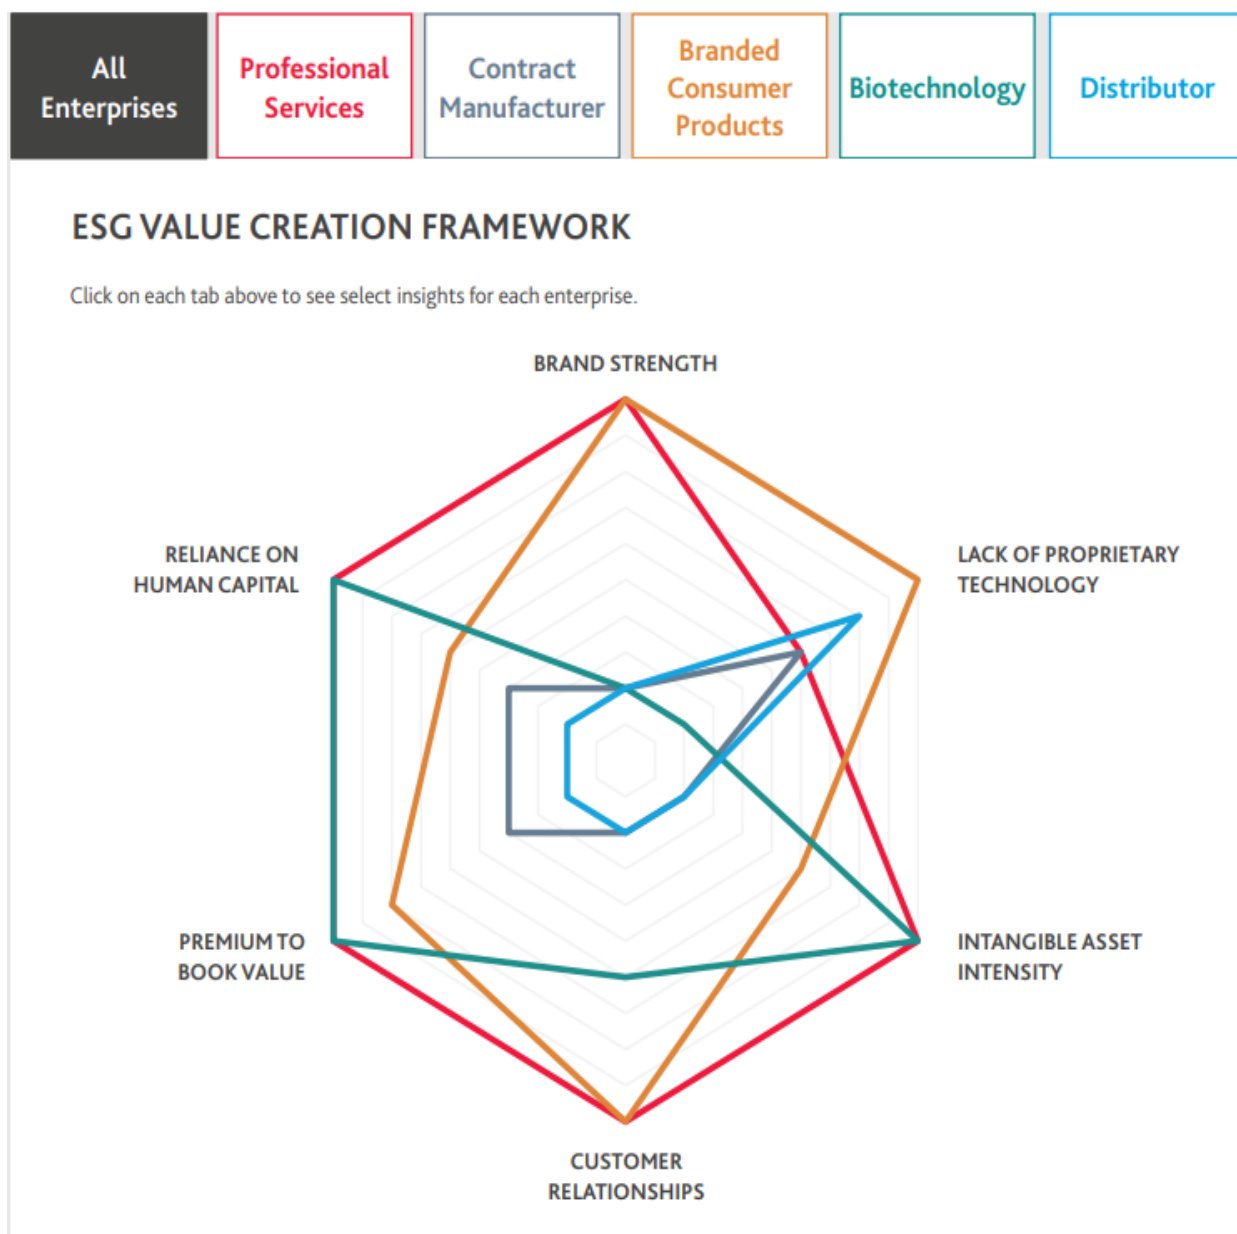 All
Enterprises
Professional
Services
Contract
Manufacturer
Branded
Consumer
Products
Biotechnology
Distributor
ESG VALUE CREATION FRAMEWORK
Click on each tab above to see select insights for each enterprise.
BRAND STRENGTH
RELIANCE ON
HUMAN CAPITAL
LACK OF PROPRIETARY
TECHNOLOGY
PREMIUM TO
BOOK VALUE
INTANGIBLE ASSET
INTENSITY
CUSTOMER
RELATIONSHIPS